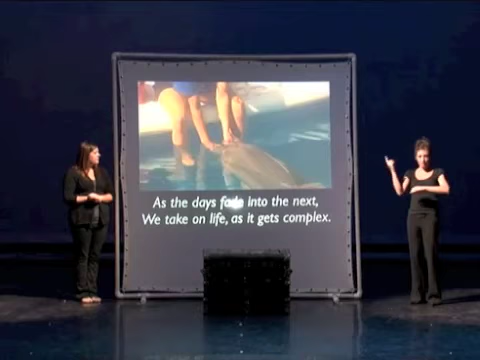 As the days fade into the next,
We take on life, as it gets complex.